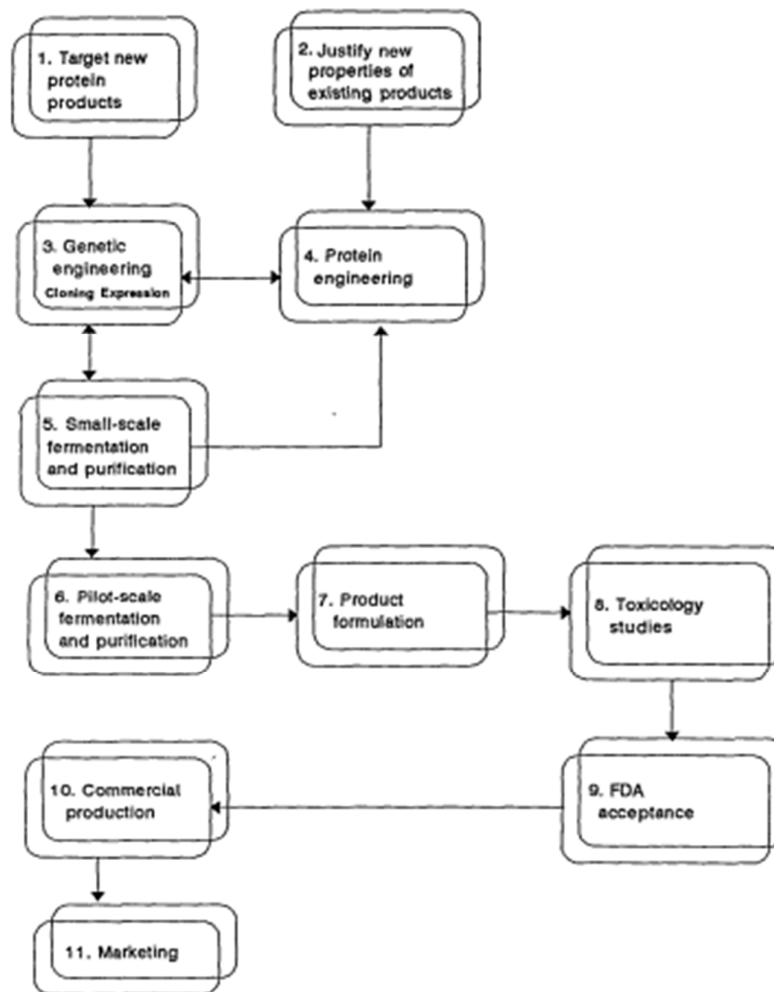 1. Target new
protein
products
2. Justify new
properties of
existing products
3. Genetic
engineering
Cloning Expression
4. Protein
engineering
5. Small-scale
fermentation
and purification
6. Pilot-scale
fermentation
and purification
7. Product
formulation
8. Toxicology
studies
9. FDA
acceptance
10. Commercial
production
11. Marketing